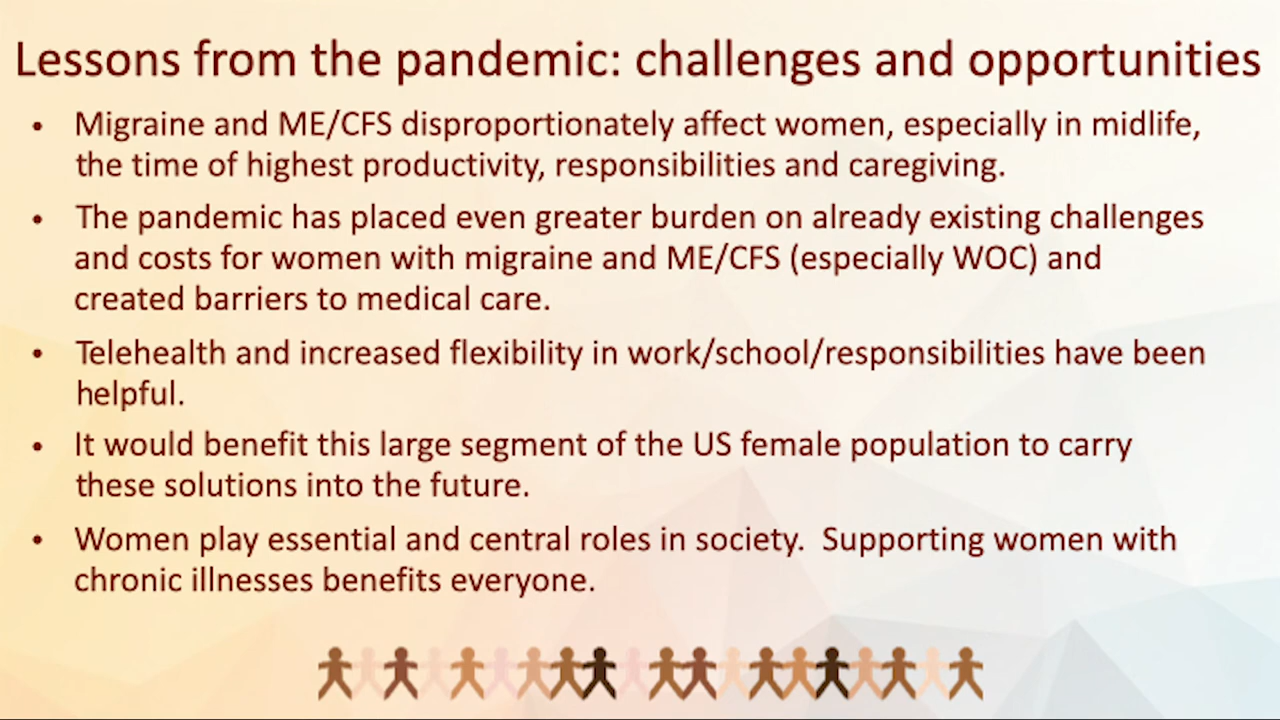 Lessons from the pandemic: challenges and opportunities
• Migraine and ME/CFS disproportionately affect women, especially in midlife,
the time of highest productivity, responsibilities and caregiving.
• The pandemic has placed even greater burden on already existing challenges
and costs for women with migraine and ME/CFS (especially WOC) and
created barriers to medical care.
• Telehealth and increased flexibility in work/school/responsibilities have been
helpful.
• It would benefit this large segment of the US female population to carry
these solutions into the future.
• Women play essential and central roles in society.  Supporting women with
chronic illnesses benefits everyone.